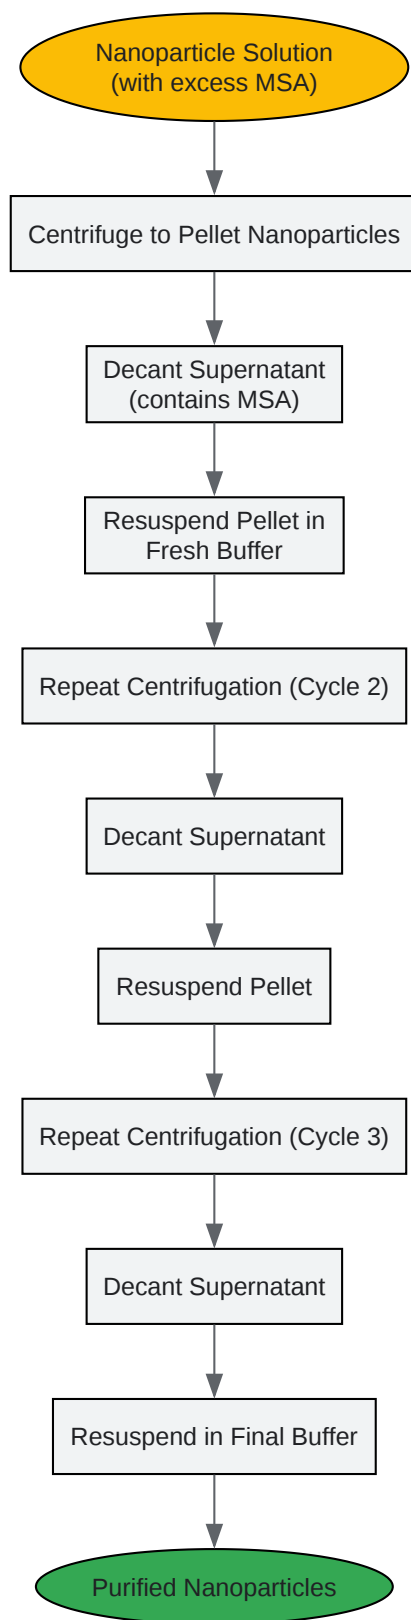 Nanoparticle Solution
(with excess MSA)
Centrifuge to Pellet Nanoparticles
Decant Supernatant
(contains MSA)
Resuspend Pellet in
Fresh Buffer
Repeat Centrifugation (Cycle 2)
Decant Supernatant
Resuspend Pellet
Repeat Centrifugation (Cycle 3)
Decant Supernatant
Resuspend in Final Buffer
Purified Nanoparticles